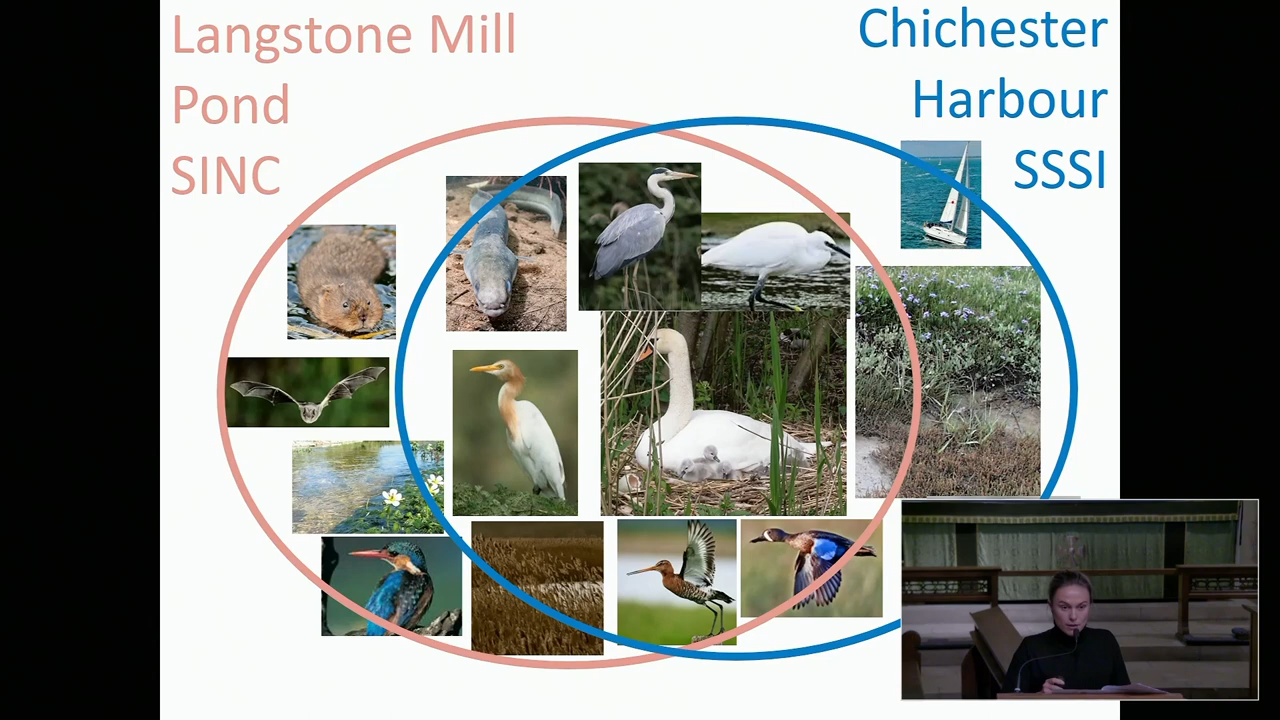 Langstone Mill
Pond
SINC
Chichester
Harbour
SSSI